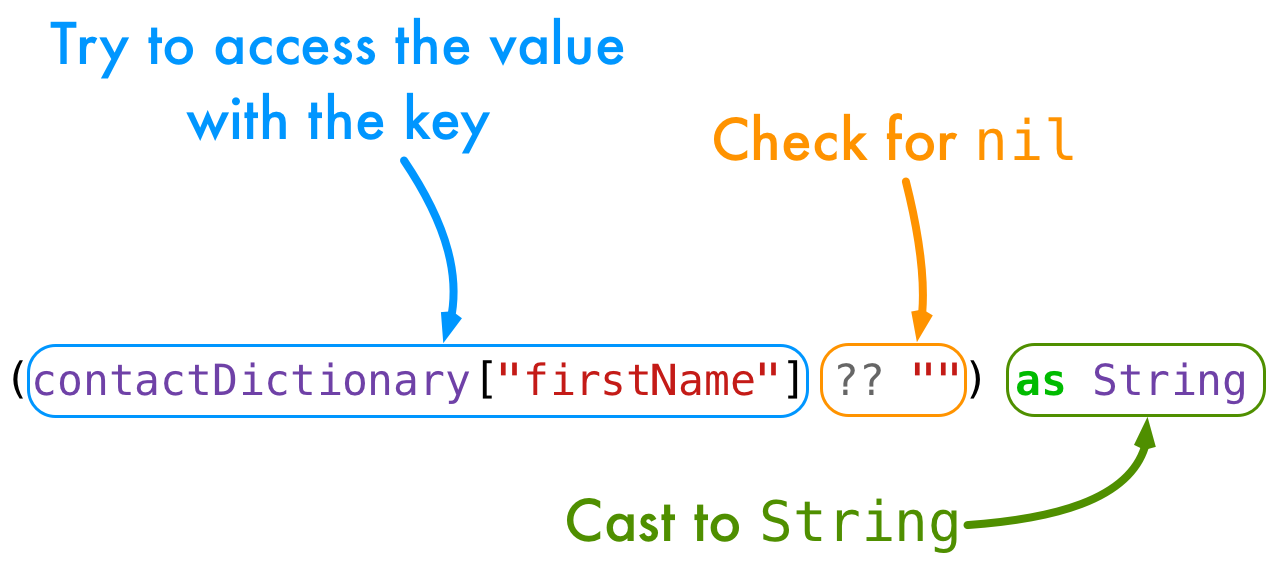 Try to access the value
with the key
Check for nil
(contactDictionary["firstName"] ?? "") as String
Cast to String